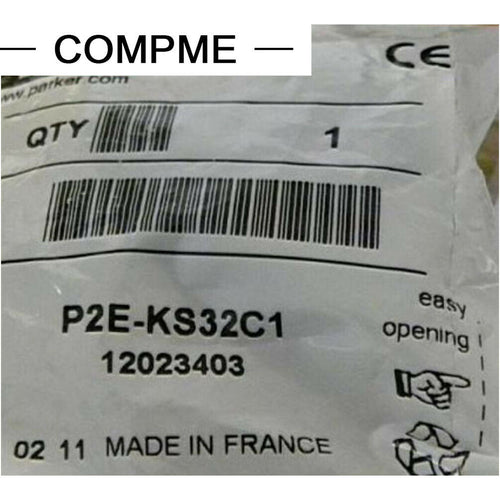 — COMPME —
CE
www.parker.com
QTY 1
P2E-KS32C1
12023403
easy
opening
02 11 MADE IN FRANCE